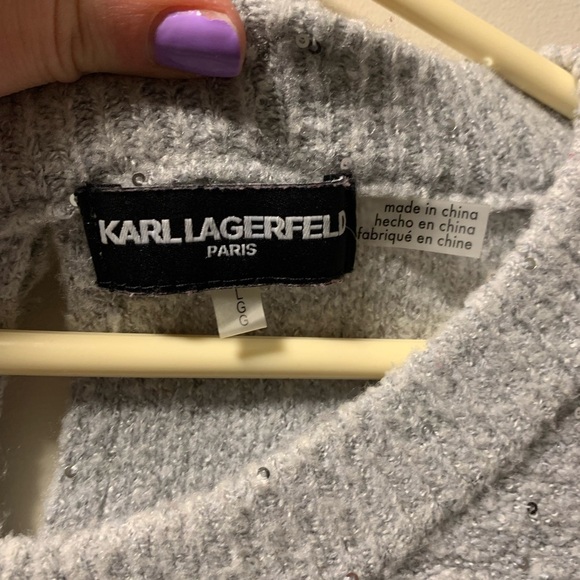 KARL LAGERFELD
PARIS
made in china
hecho en china
fabriqué en chine
L
G
G